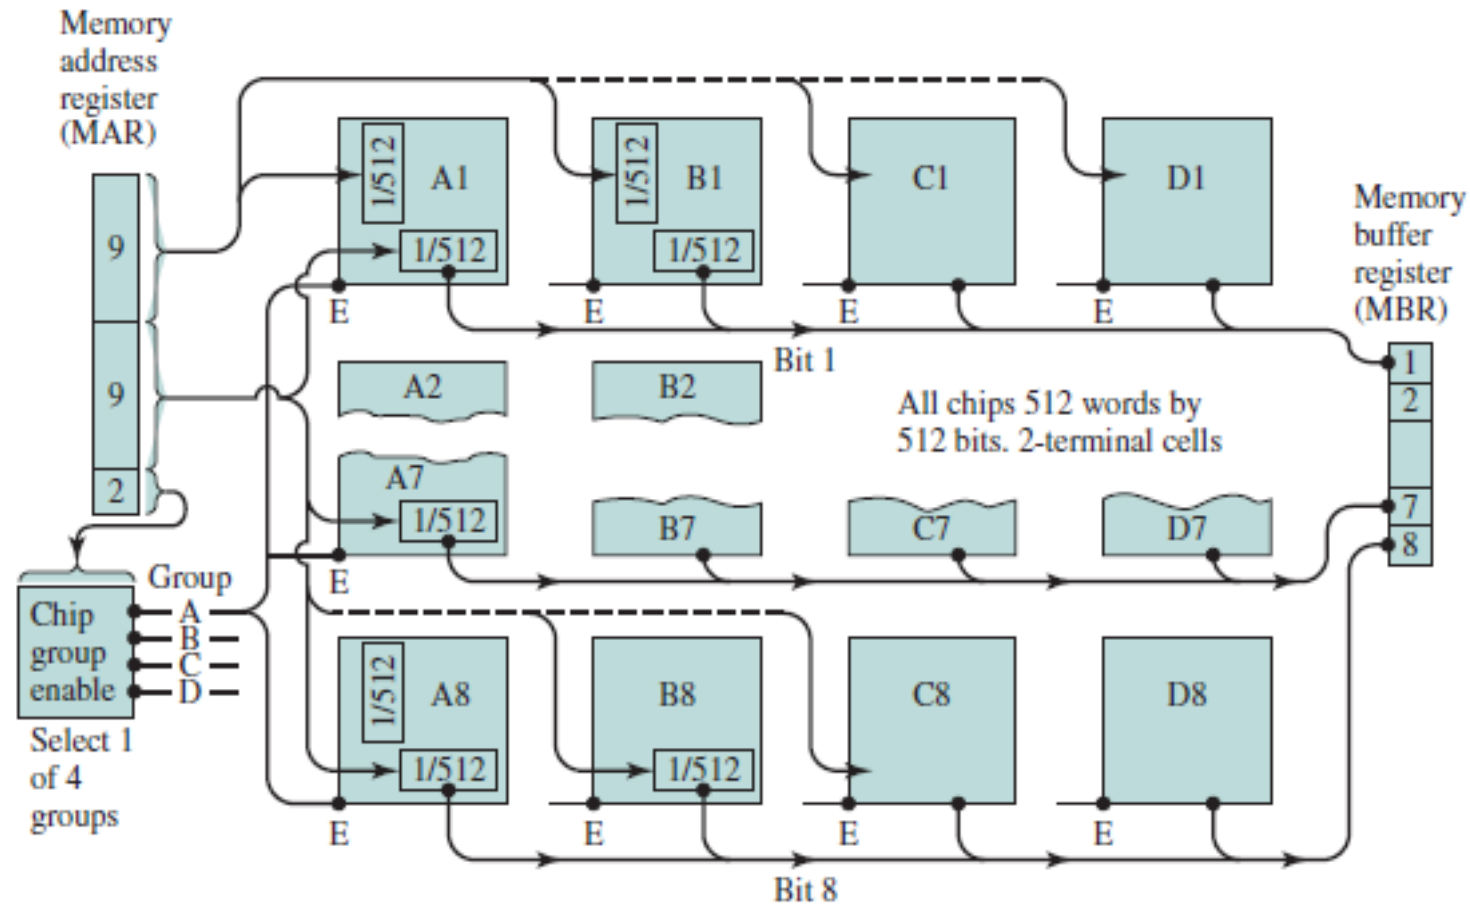 Memory
address
register
(MAR)
9
9
2
Chip
group
enable
Select 1
of 4
groups
Group
A
B
C
D
1/512
A1
1/512
E
1/512
B1
1/512
E
C1
E
D1
E
Bit 1
A2
B2
All chips 512 words by
512 bits. 2-terminal cells
A7
1/512
E
B7
C7
D7
1/512
A8
1/512
E
B8
1/512
E
C8
E
D8
E
Bit 8
Memory
buffer
register
(MBR)
1
2
7
8